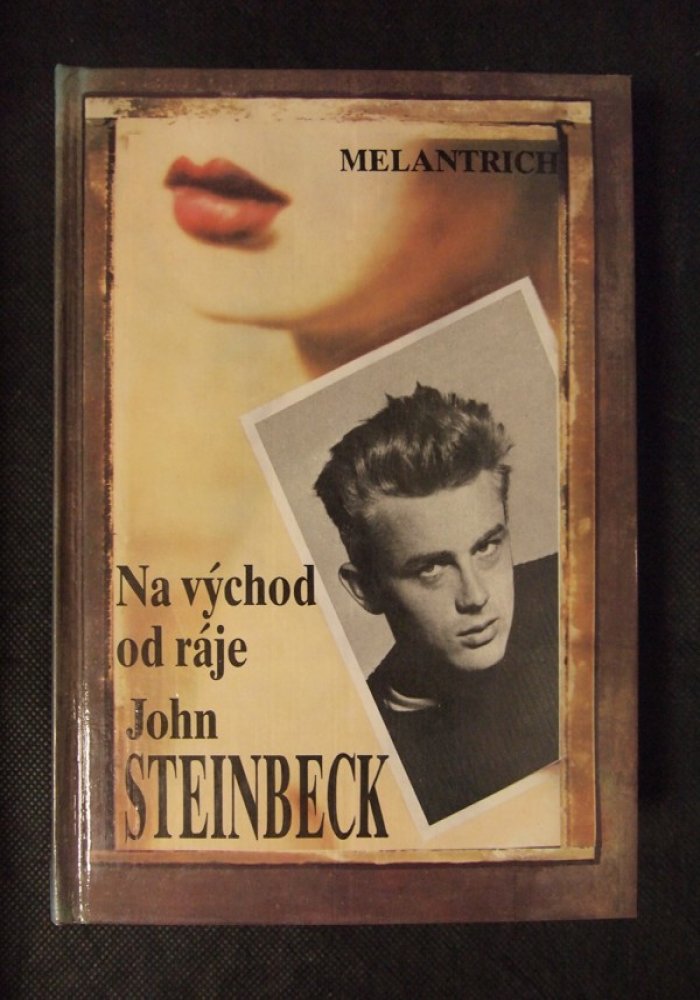 MELANTRICH
Na východ
od ráje
John
STEINBECK